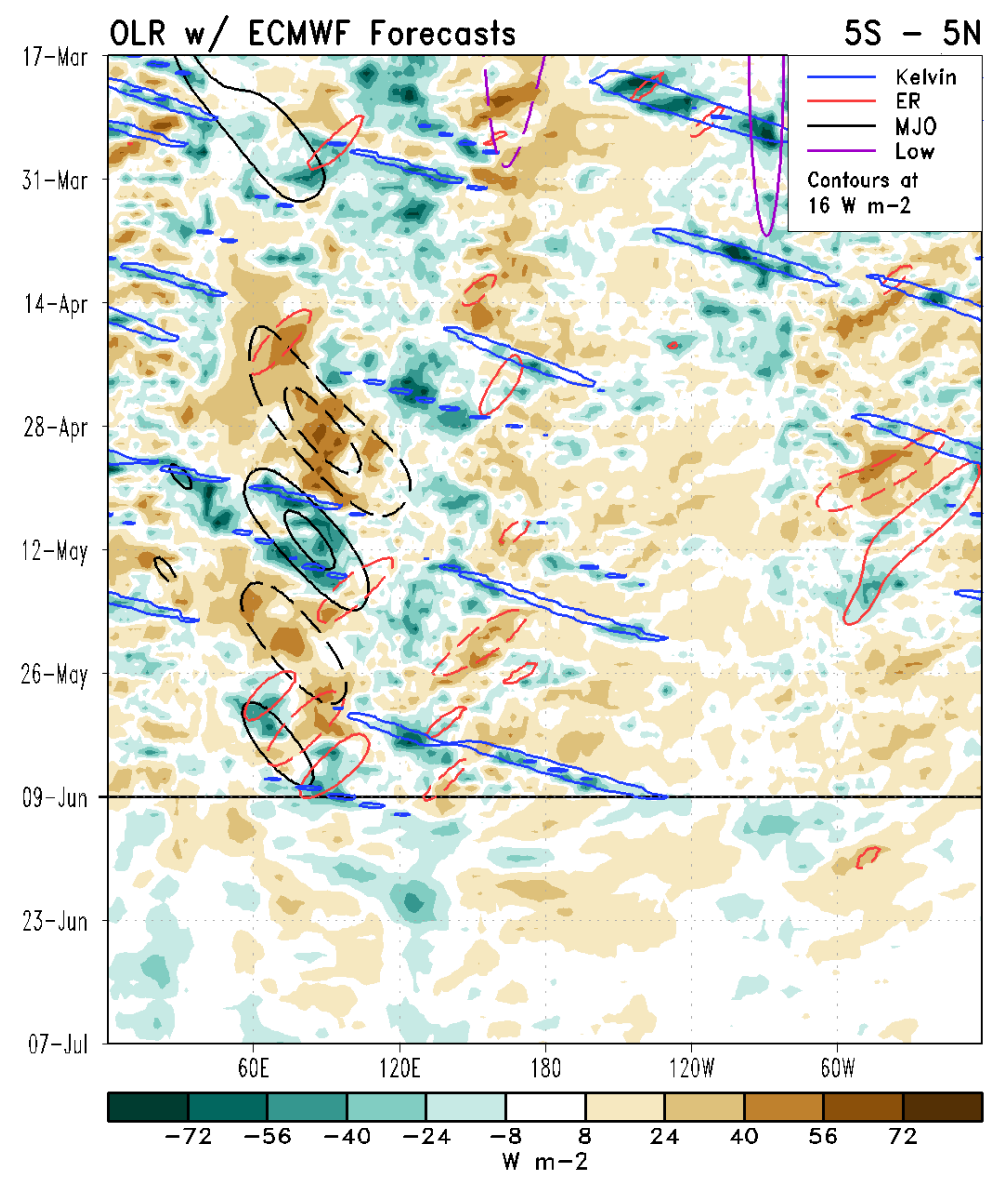 OLR w/ ECMWF Forecasts
5S - 5N
17-Mar
31-Mar
14-Apr
28-Apr
12-May
26-May
09-Jun
23-Jun
07-Jul
Kelvin
ER
MJO
Low
Contours at
16 W m-2
60E 120E 180 120W 60W
-72 -56 -40 -24 -8 8 24 40 56 72
W m-2